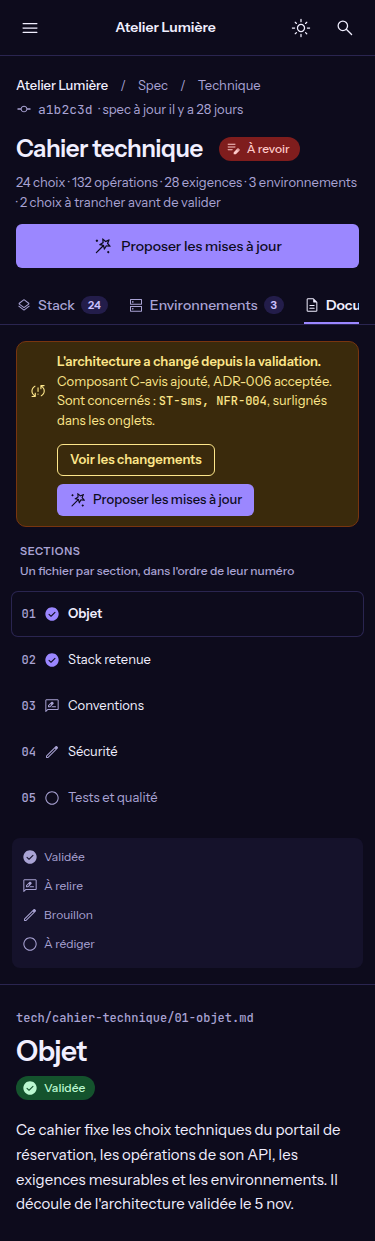 Atelier Lumière
Atelier Lumière / Spec / Technique
a1b2c3d · spec à jour il y a 28 jours
Cahier technique À revoir
24 choix · 132 opérations · 28 exigences · 3 environnements
· 2 choix à trancher avant de valider
Proposer les mises à jour
Stack 24 Environnements 3 Docu
L'architecture a changé depuis la validation.
Composant C-avis ajouté, ADR-006 acceptée.
Sont concernés : ST-sms, NFR-004, surlignés
dans les onglets.
Voir les changements
Proposer les mises à jour
SECTIONS
Un fichier par section, dans l'ordre de leur numéro
01 Objet
02 Stack retenue
03 Conventions
04 Sécurité
05 Tests et qualité
Validée
À relire
Brouillon
À rédiger
tech/cahier-technique/01-objet.md
Objet
Validée
Ce cahier fixe les choix techniques du portail de
réservation, les opérations de son API, les
exigences mesurables et les environnements. Il
découle de l'architecture validée le 5 nov.